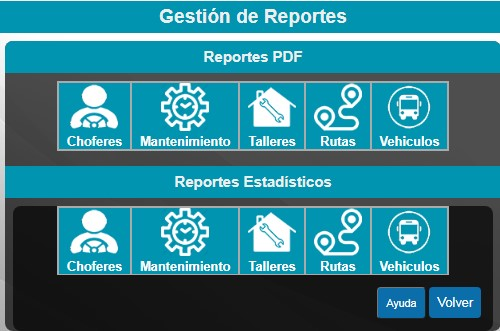 Gestión de Reportes
Reportes PDF
Choferes Mantenimiento Talleres Rutas Vehiculos
Reportes Estadísticos
Choferes Mantenimiento Talleres Rutas Vehiculos
Ayuda Volver